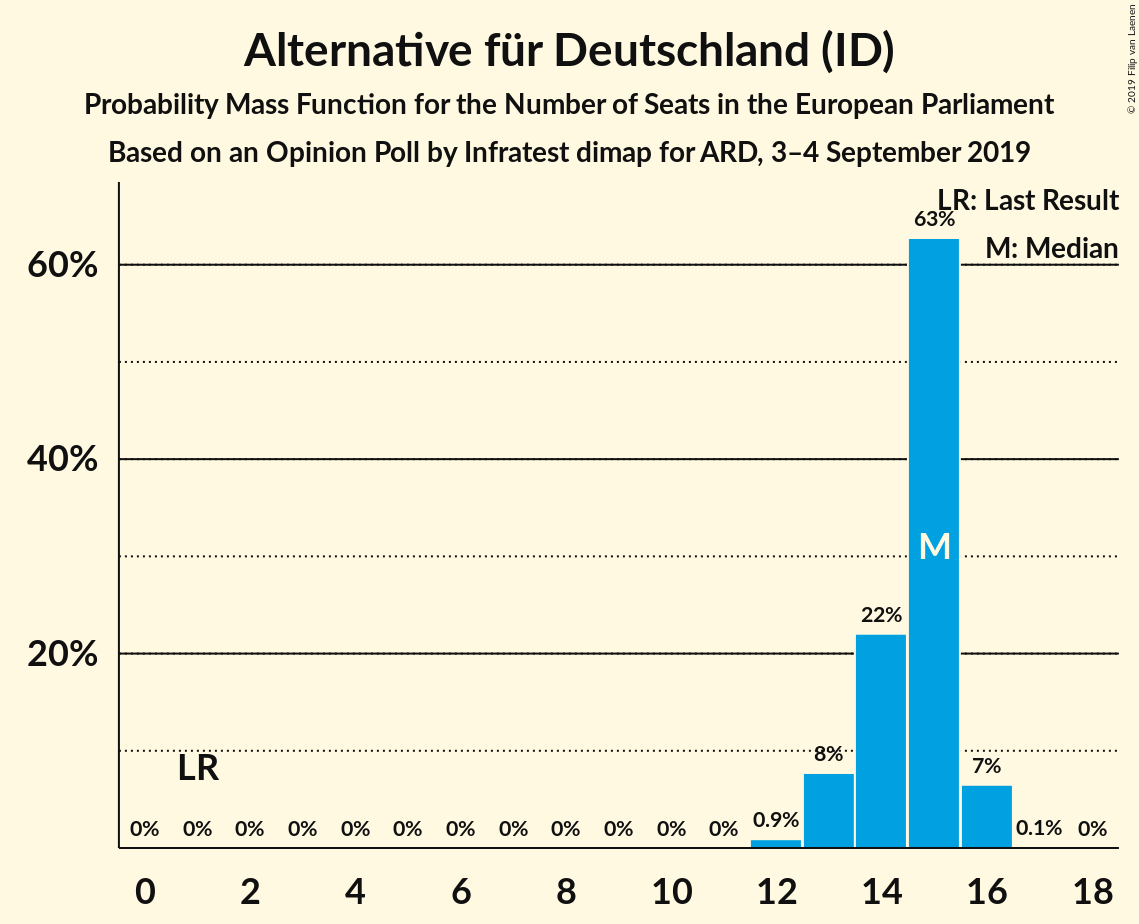 Alternative für Deutschland (ID)
Probability Mass Function for the Number of Seats in the European Parliament
Based on an Opinion Poll by Infratest dimap for ARD, 3–4 September 2019
© 2019 Filip van Laenen
LR: Last Result
M: Median
63%
60%
40%
M
22%
20%
LR
8%
7%
0% 0% 0% 0% 0% 0% 0% 0% 0% 0% 0% 0% 0.9% 0.1% 0%
0 2 4 6 8 10 12 14 16 18